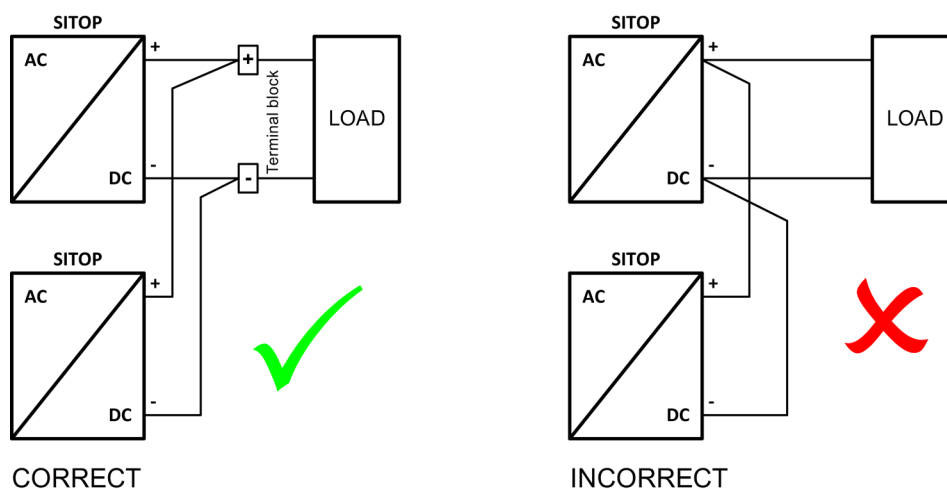 SITOP
AC
+
-
DC
+
-
Terminal block
LOAD
SITOP
AC
+
-
DC
CORRECT
SITOP
AC
+
-
DC
LOAD
SITOP
AC
+
-
DC
INCORRECT